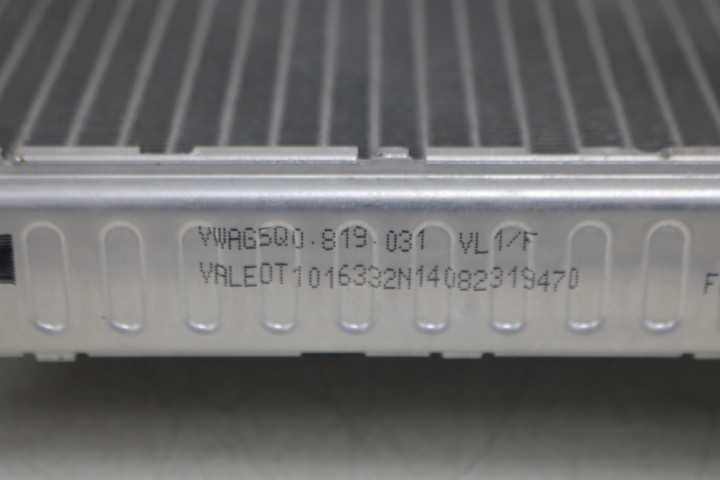 VWAG5Q0.819.031 VL1/F
VALEOT1016332N14082319470
F